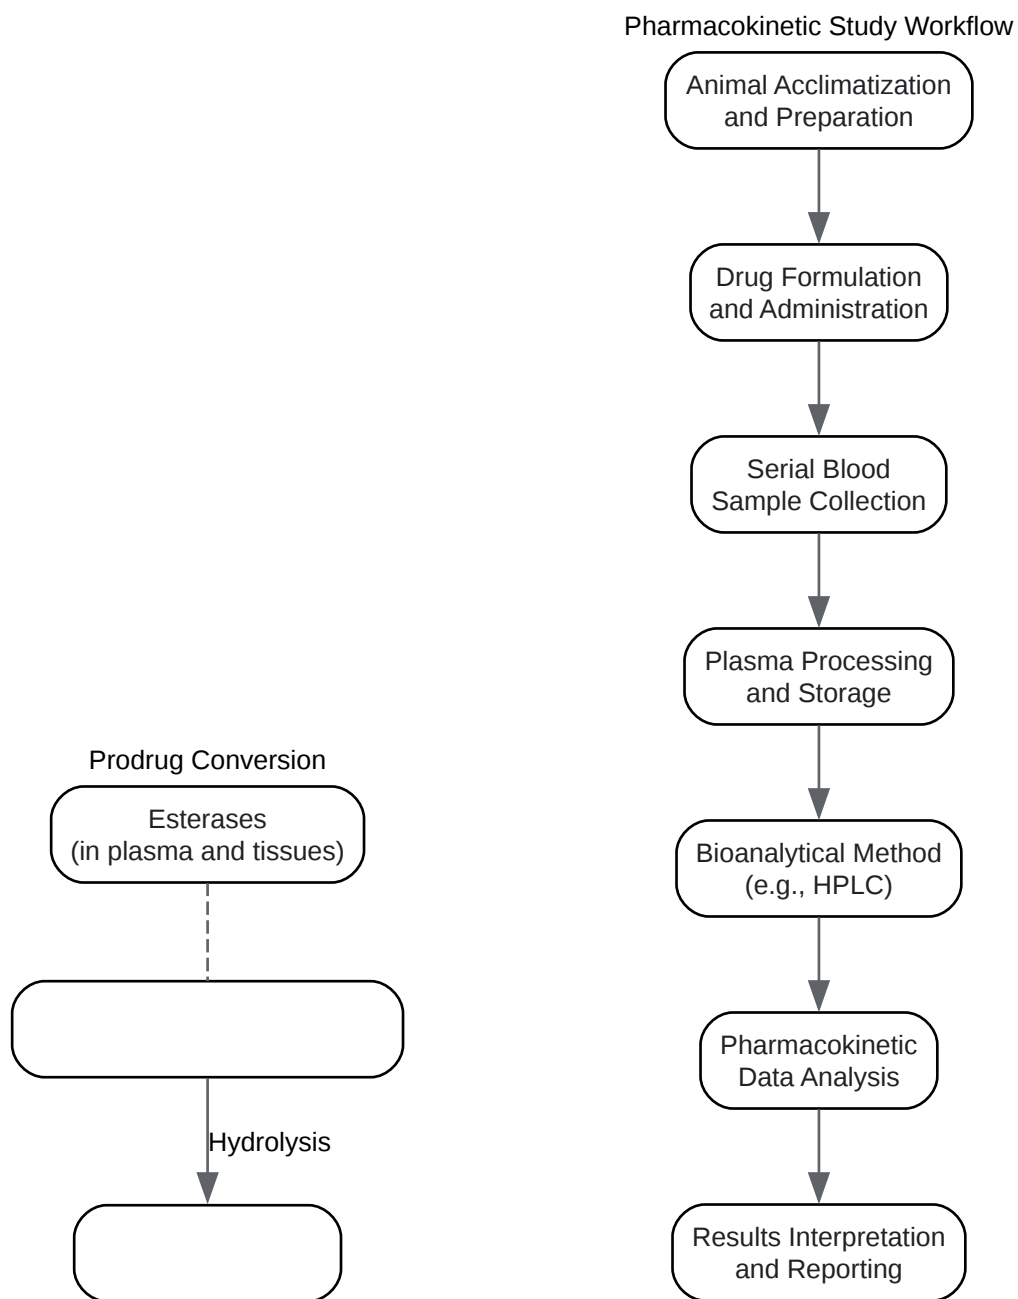 Pharmacokinetic Study Workflow
Animal Acclimatization
and Preparation
Drug Formulation
and Administration
Serial Blood
Sample Collection
Plasma Processing
and Storage
Bioanalytical Method
(e.g., HPLC)
Pharmacokinetic
Data Analysis
Results Interpretation
and Reporting
Prodrug Conversion
Esterases
(in plasma and tissues)
Hydrolysis